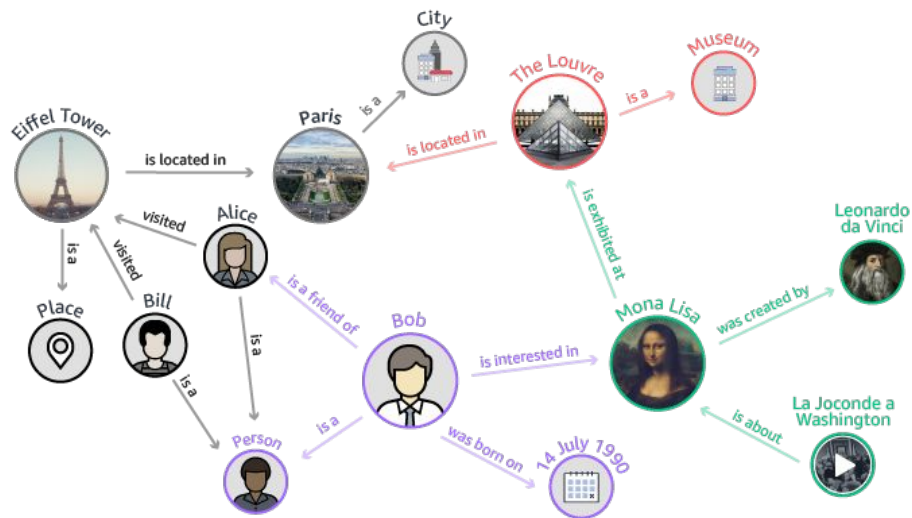 City
Museum
The Louvre
is a
is a
Eiffel Tower
Paris
is located in
is located in
visited
Alice
is exhibited at
Leonardo
da Vinci
is a
visited
Place
Bill
is a friend of
Bob
Mona Lisa
was created by
is a
is interested in
is a
La Joconde a
Washington
is a
is about
Person
was born on
14 July 1990